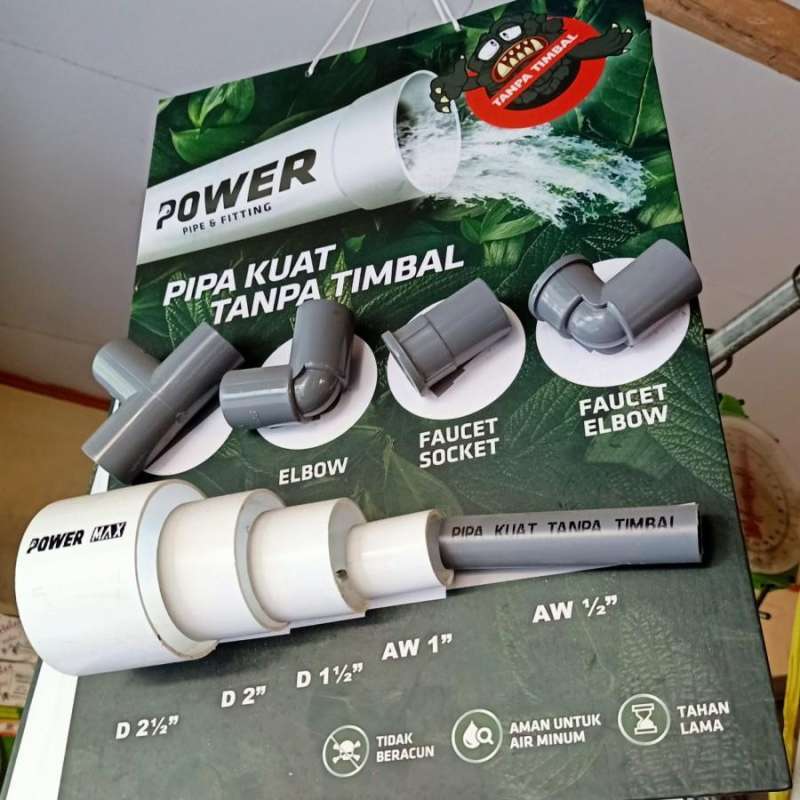 TANPA TIMBAL
POWER
PIPE & FITTING
PIPA KUAT
TANPA TIMBAL
ELBOW
FAUCET
SOCKET
FAUCET
ELBOW
POWER MAX
PIPA KUAT TANPA TIMBAL
D 2½"
D 2"
D 1½"
AW 1"
AW ½"
TIDAK
BERACUN
AMAN UNTUK
AIR MINUM
TAHAN
LAMA